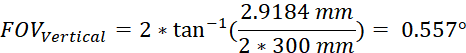 FOV_Vertical = 2 * tan⁻¹(2.9184 mm / 2 * 300 mm) = 0.557°